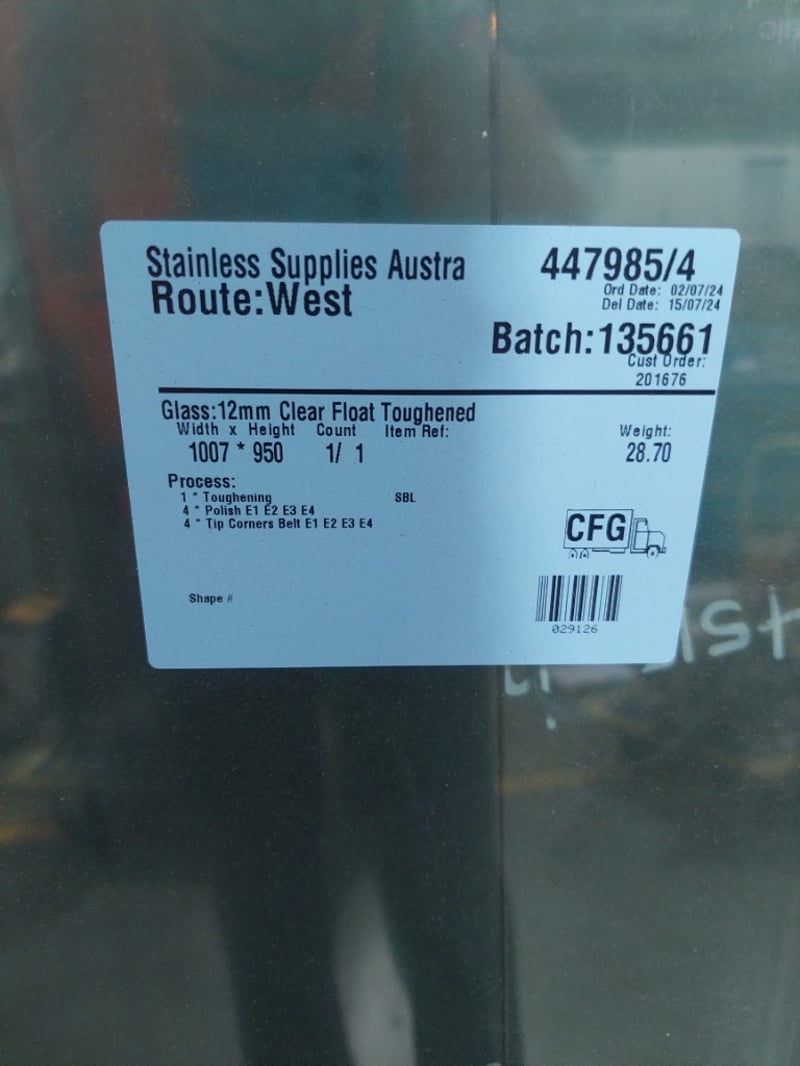 Stainless Supplies Austra
447985/4
Route:West
Ord Date: 02/07/24
Del Date: 15/07/24
Batch:135661
Cust Order:
201676
Glass:12mm Clear Float Toughened
Width x Height Count Item Ref: Weight:
1007 * 950 1/ 1 28.70
Process:
1 * Toughening SBL
4 * Polish E1 E2 E3 E4
4 * Tip Corners Belt E1 E2 E3 E4
CFG
Shape #
029126